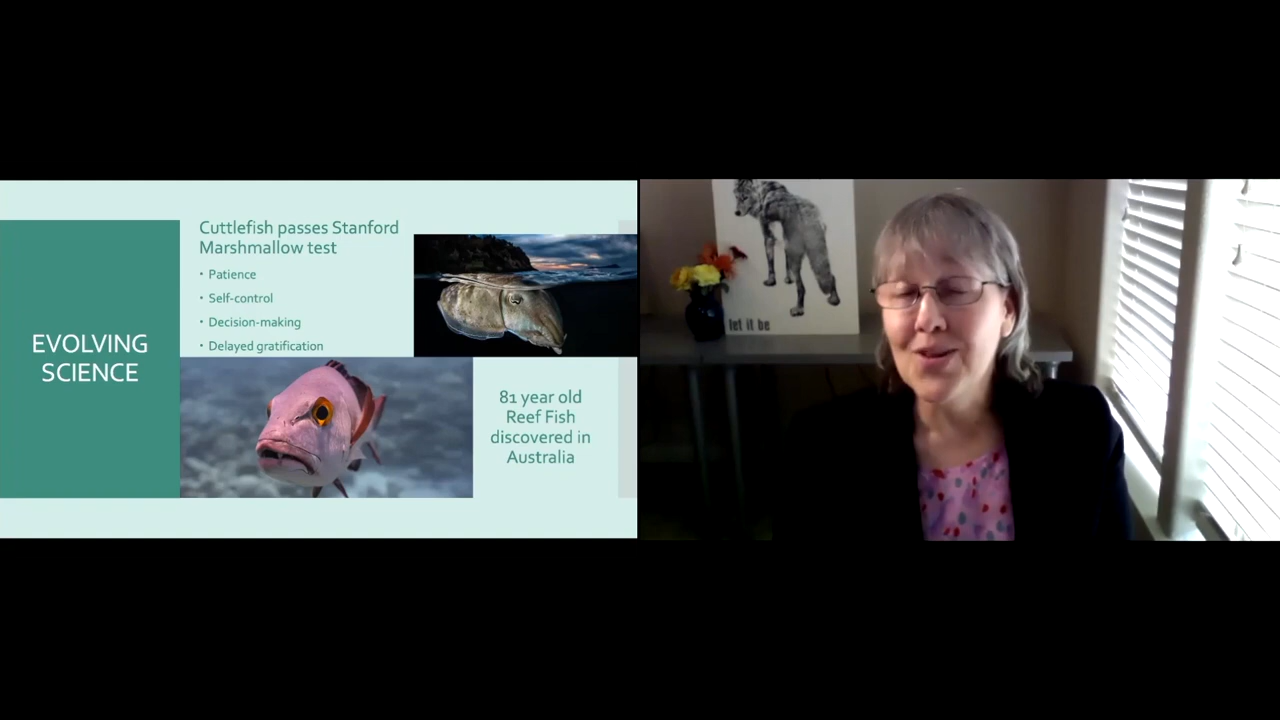 EVOLVING
SCIENCE
Cuttlefish passes Stanford
Marshmallow test
• Patience
• Self-control
• Decision-making
• Delayed gratification
81 year old
Reef Fish
discovered in
Australia
let it be